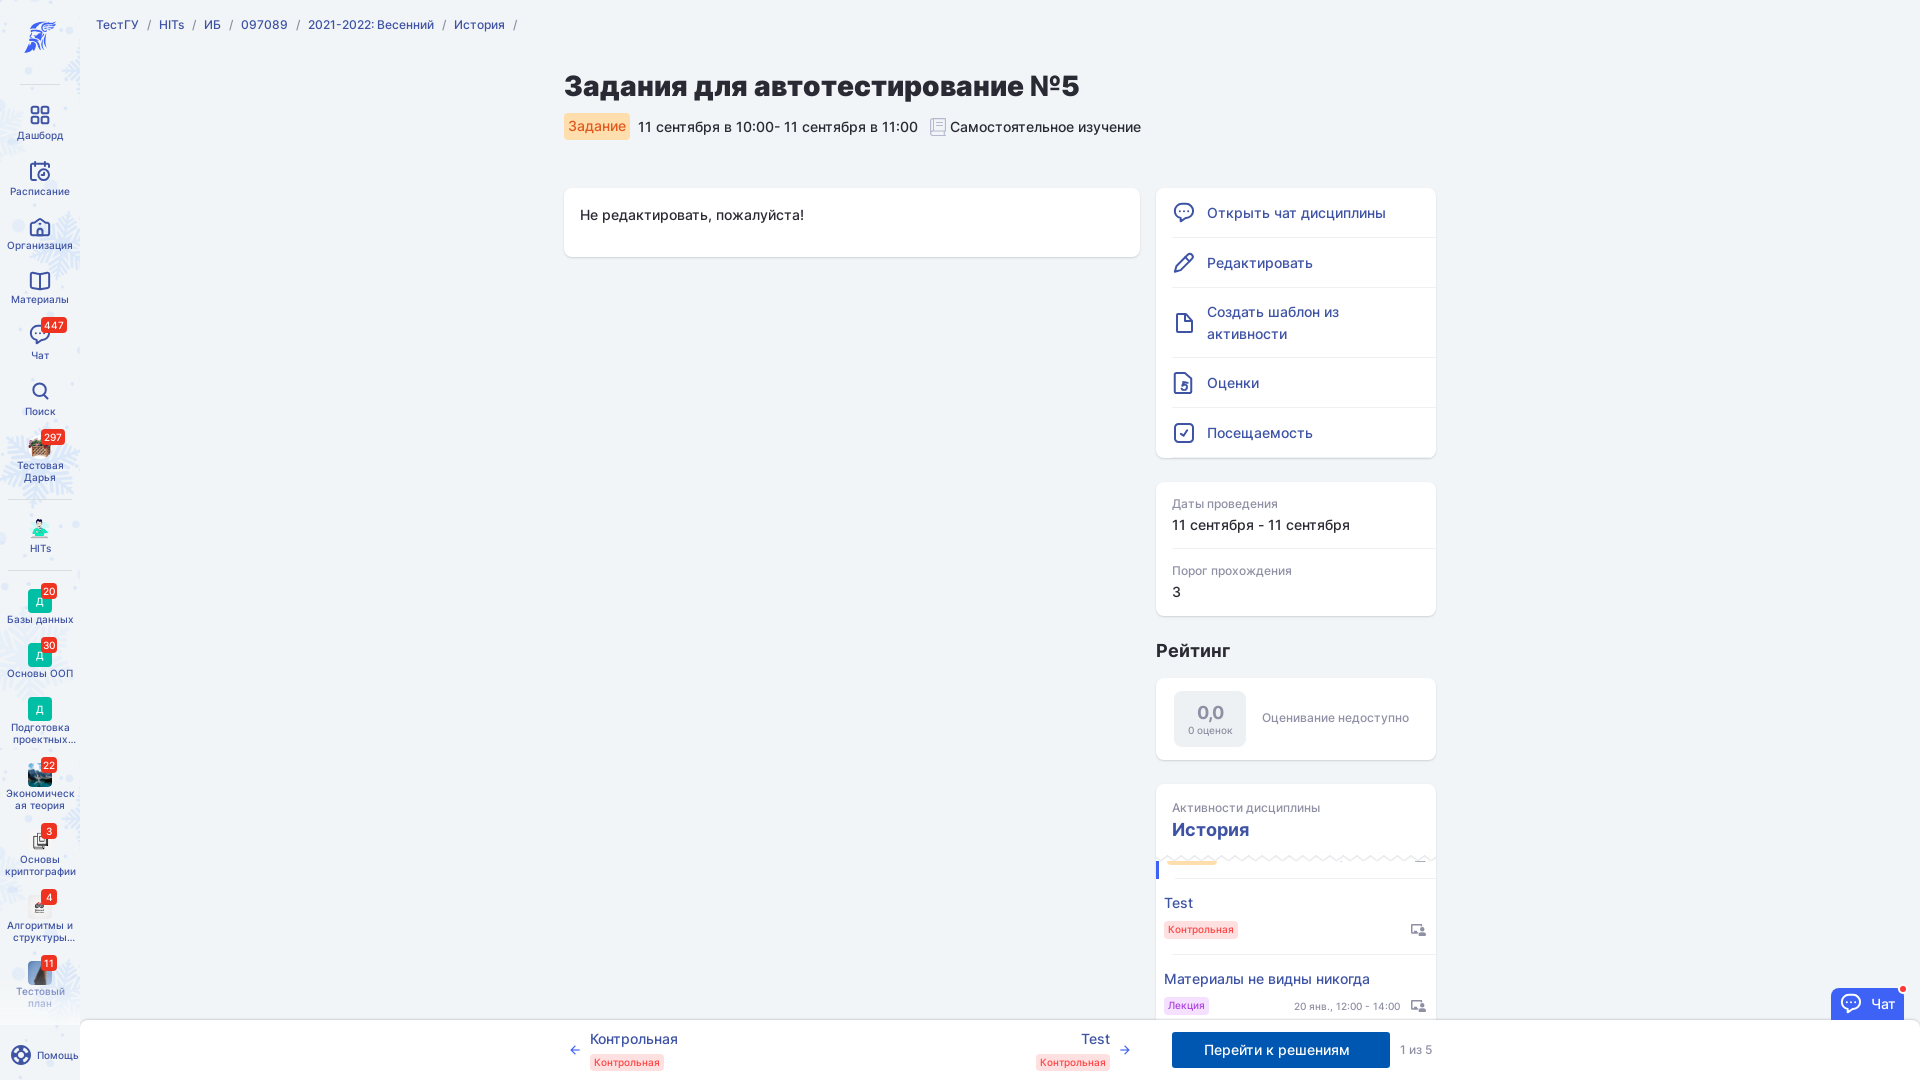 ТестГУ / HITs / ИБ / 097089 / 2021-2022: Весенний / История /
Дашборд
Расписание
Организация
Материалы
447
Чат
Поиск
297
Тестовая
Дарья
HITs
20
Д
Базы данных
30
Д
Основы ООП
Д
Подготовка
проектных...
22
Экономическ
ая теория
3
Основы
криптографии
4
Алгоритмы и
структуры...
11
Тестовый
план
Помощь
Задания для автотестирование №5
Задание 11 сентября в 10:00- 11 сентября в 11:00 Самостоятельное изучение
Не редактировать, пожалуйста!
Открыть чат дисциплины
Редактировать
Создать шаблон из
активности
Оценки
Посещаемость
Даты проведения
11 сентября - 11 сентября
Порог прохождения
3
Рейтинг
0,0
0 оценок
Оценивание недоступно
Активности дисциплины
История
Test
Контрольная
Материалы не видны никогда
Лекция 20 янв., 12:00 - 14:00
Чат
Контрольная
Контрольная
Test
Контрольная
Перейти к решениям
1 из 5